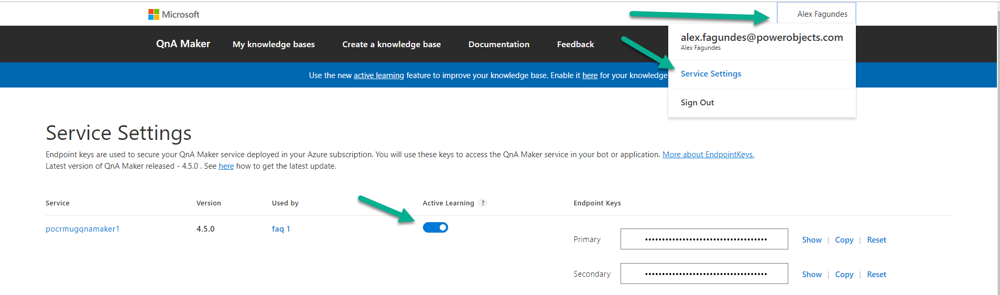 Microsoft
Alex Fagundes
QnA Maker My knowledge bases Create a knowledge base Documentation Feedback
alex.fagundes@powerobjects.com
Alex Fagundes
Service Settings
Sign Out
Use the new active learning feature to improve your knowledge base. Enable it here for your knowledge
Service Settings
Endpoint keys are used to secure your QnA Maker service deployed in your Azure subscription. You will use these keys to access the QnA Maker service in your bot or application. More about EndpointKeys.
Latest version of QnA Maker released - 4.5.0 . See here how to get the latest update.
Service Version Used by Active Learning ? Endpoint Keys
pocrmugqnamaker1 4.5.0 faq 1
Primary •••••••••••••••••••••••••••••••••••• Show | Copy | Reset
Secondary •••••••••••••••••••••••••••••••••••• Show | Copy | Reset